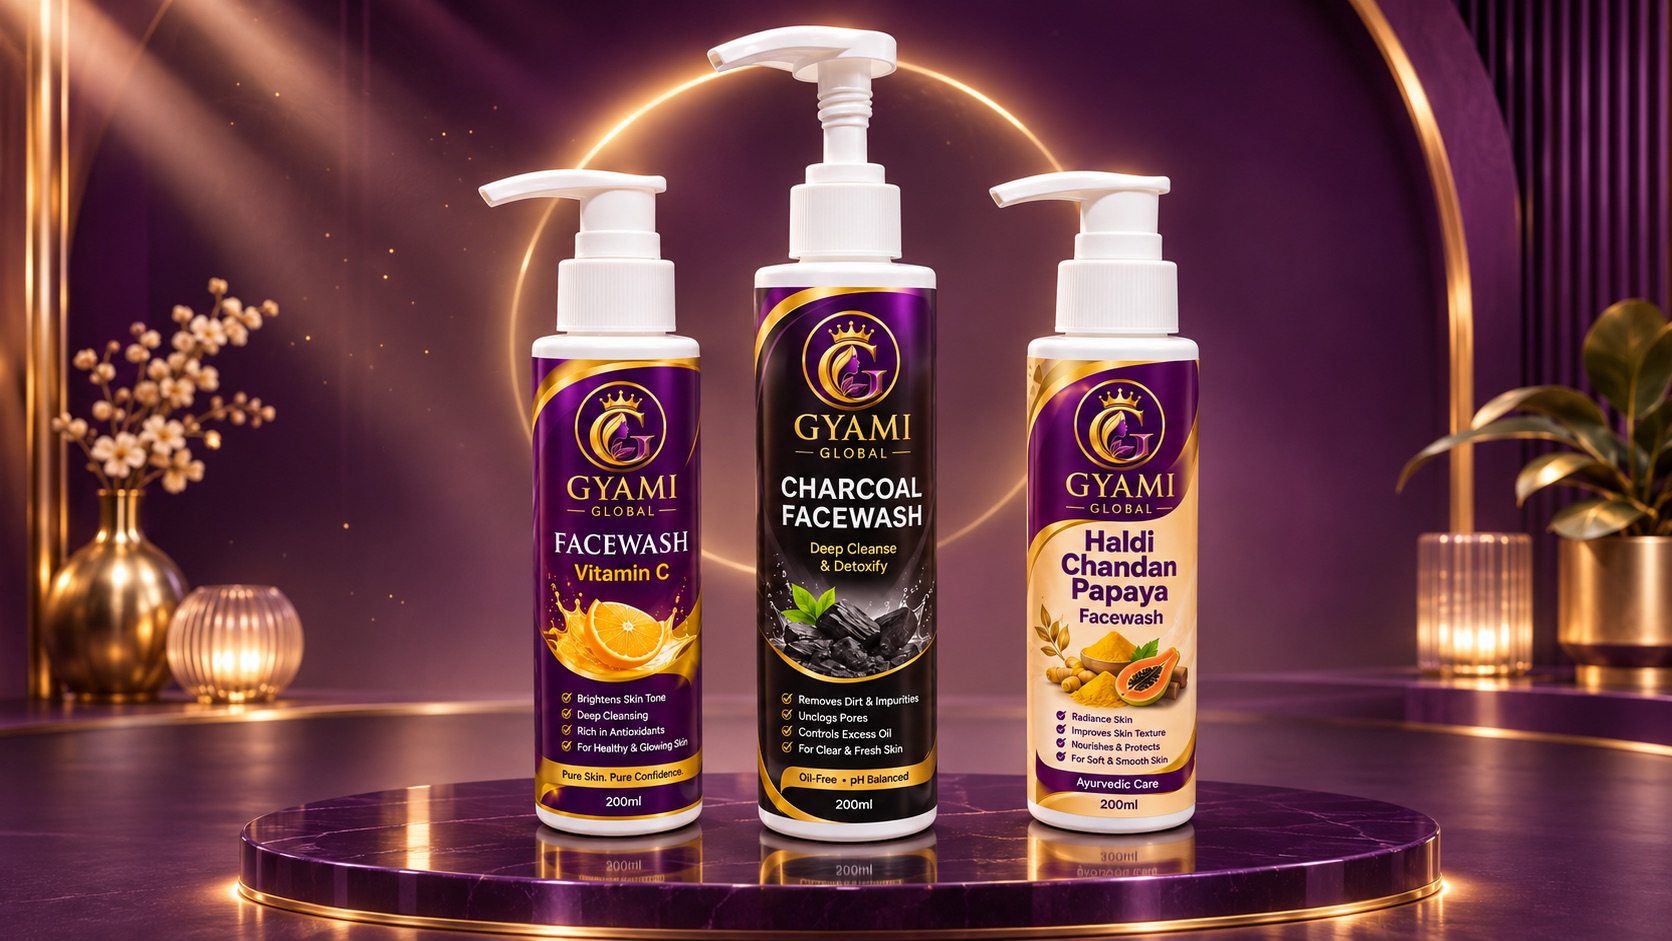 GYAMI
GLOBAL
FACEWASH
Vitamin C
Brightens Skin Tone
Deep Cleansing
Rich in Antioxidants
For Healthy & Glowing Skin
Pure Skin. Pure Confidence.
200ml
200ml
GYAMI
GLOBAL
CHARCOAL
FACEWASH
Deep Cleanse
& Detoxify
Removes Dirt & Impurities
Unclogs Pores
Controls Excess Oil
For Clear & Fresh Skin
Oil-Free • pH Balanced
200ml
200ml
GYAMI
GLOBAL
Haldi
Chandan
Papaya
Facewash
Radiance Skin
Improves Skin Texture
Nourishes & Protects
For Soft & Smooth Skin
Ayurvedic Care
200ml
300ml